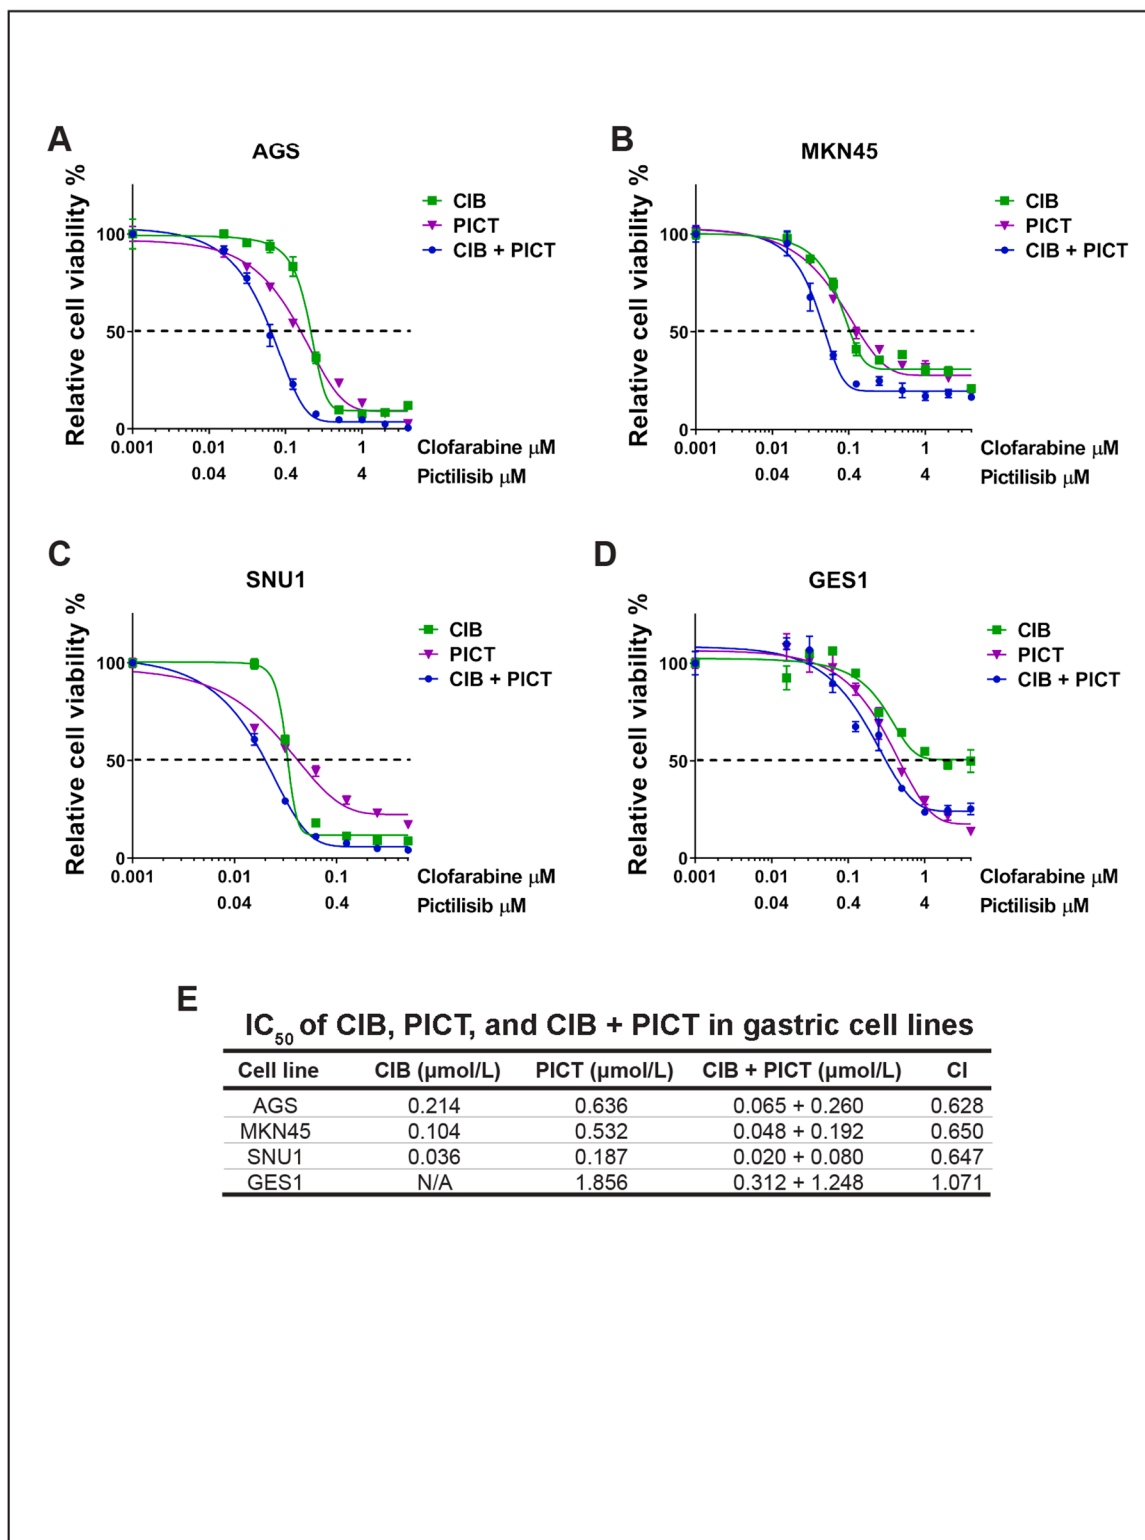 A
AGS
Relative cell viability %
100
50
0
CIB
PICT
CIB + PICT
0.001 0.01 0.1 1 Clofarabine μM
0.04 0.4 4 Pictilisib μM
B
MKN45
Relative cell viability %
100
50
0
CIB
PICT
CIB + PICT
0.001 0.01 0.1 1 Clofarabine μM
0.04 0.4 4 Pictilisib μM
C
SNU1
Relative cell viability %
100
50
0
CIB
PICT
CIB + PICT
0.001 0.01 0.1 Clofarabine μM
0.04 0.4 Pictilisib μM
D
GES1
Relative cell viability %
100
50
0
CIB
PICT
CIB + PICT
0.001 0.01 0.1 1 Clofarabine μM
0.04 0.4 4 Pictilisib μM
E
IC50 of CIB, PICT, and CIB + PICT in gastric cell lines
Cell line CIB (μmol/L) PICT (μmol/L) CIB + PICT (μmol/L) CI
AGS 0.214 0.636 0.065 + 0.260 0.628
MKN45 0.104 0.532 0.048 + 0.192 0.650
SNU1 0.036 0.187 0.020 + 0.080 0.647
GES1 N/A 1.856 0.312 + 1.248 1.071